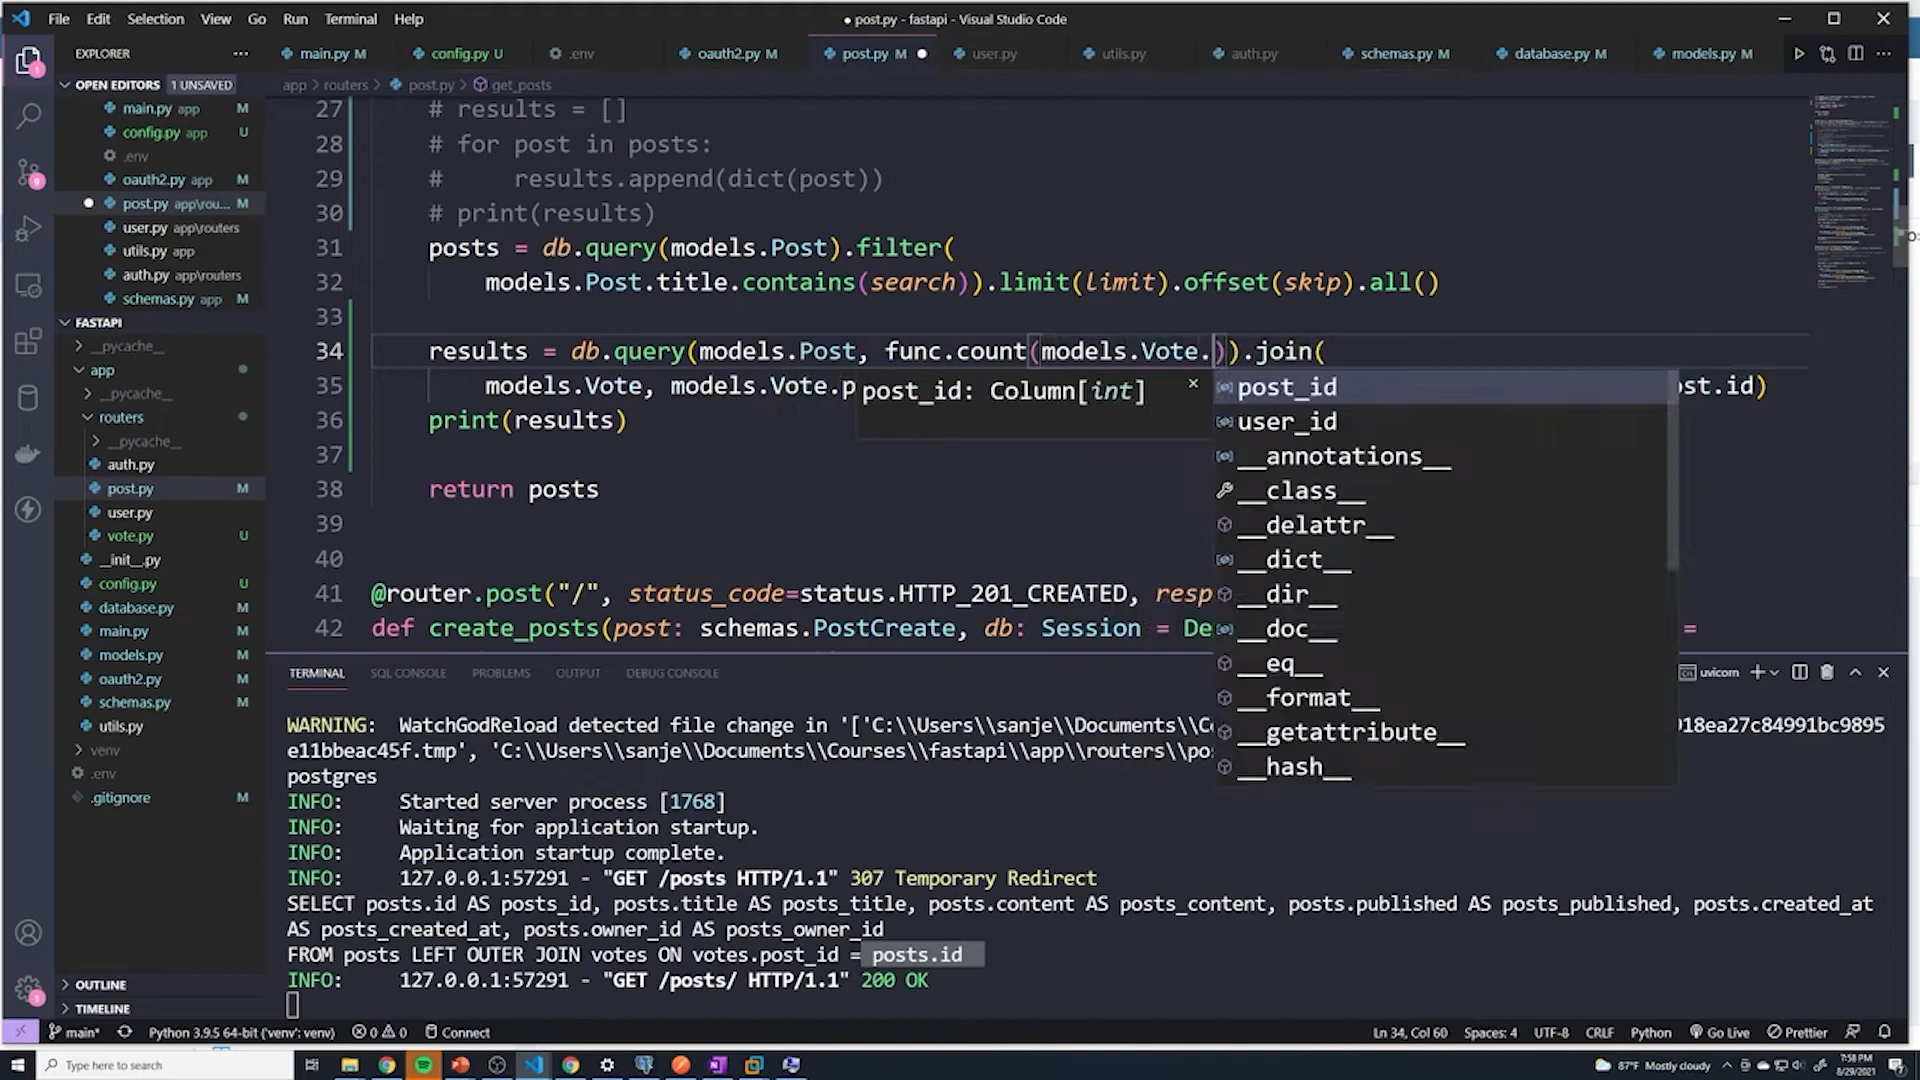 File Edit Selection View Go Run Terminal Help
● post.py - fastapi - Visual Studio Code
EXPLORER
main.py M config.py U .env oauth2.py M post.py M user.py utils.py auth.py schemas.py M database.py M models.py M
OPEN EDITORS 1 UNSAVED
app > routers > post.py > get_posts
main.py app M
config.py app U
.env
oauth2.py app M
post.py app\rou... M
user.py app\routers
utils.py app
auth.py app\routers
schemas.py app M
FASTAPI
__pycache__
app
__pycache__
routers
__pycache__
auth.py
post.py M
user.py
vote.py U
__init__.py
config.py U
database.py M
main.py M
models.py M
oauth2.py M
schemas.py M
utils.py
venv
.env
.gitignore M
OUTLINE
TIMELINE
27 # results = []
28 # for post in posts:
29 #     results.append(dict(post))
30 # print(results)
31 posts = db.query(models.Post).filter(
32 models.Post.title.contains(search)).limit(limit).offset(skip).all()
33
34 results = db.query(models.Post, func.count(models.Vote.)).join(
35 models.Vote, models.Vote.p ost.id)
36 print(results)
37
38 return posts
39
40
41 @router.post("/", status_code=status.HTTP_201_CREATED, resp
42 def create_posts(post: schemas.PostCreate, db: Session = De =
post_id: Column[int]
post_id
user_id
__annotations__
__class__
__delattr__
__dict__
__dir__
__doc__
__eq__
__format__
__getattribute__
__hash__
TERMINAL SQL CONSOLE PROBLEMS OUTPUT DEBUG CONSOLE
uvicorn
WARNING:  WatchGodReload detected file change in '['C:\\Users\\sanje\\Documents\\Co 918ea27c84991bc9895
e11bbeac45f.tmp', 'C:\\Users\\sanje\\Documents\\Courses\\fastapi\\app\\routers\\po
postgres
INFO:     Started server process [1768]
INFO:     Waiting for application startup.
INFO:     Application startup complete.
INFO:     127.0.0.1:57291 - "GET /posts HTTP/1.1" 307 Temporary Redirect
SELECT posts.id AS posts_id, posts.title AS posts_title, posts.content AS posts_content, posts.published AS posts_published, posts.created_at
AS posts_created_at, posts.owner_id AS posts_owner_id
FROM posts LEFT OUTER JOIN votes ON votes.post_id = posts.id
INFO:     127.0.0.1:57291 - "GET /posts/ HTTP/1.1" 200 OK
main* Python 3.9.5 64-bit ('venv': venv) 0 0 Connect
Ln 34, Col 60 Spaces: 4 UTF-8 CRLF Python Go Live Prettier
Type here to search
87°F Mostly cloudy
7:58 PM
8/29/2021